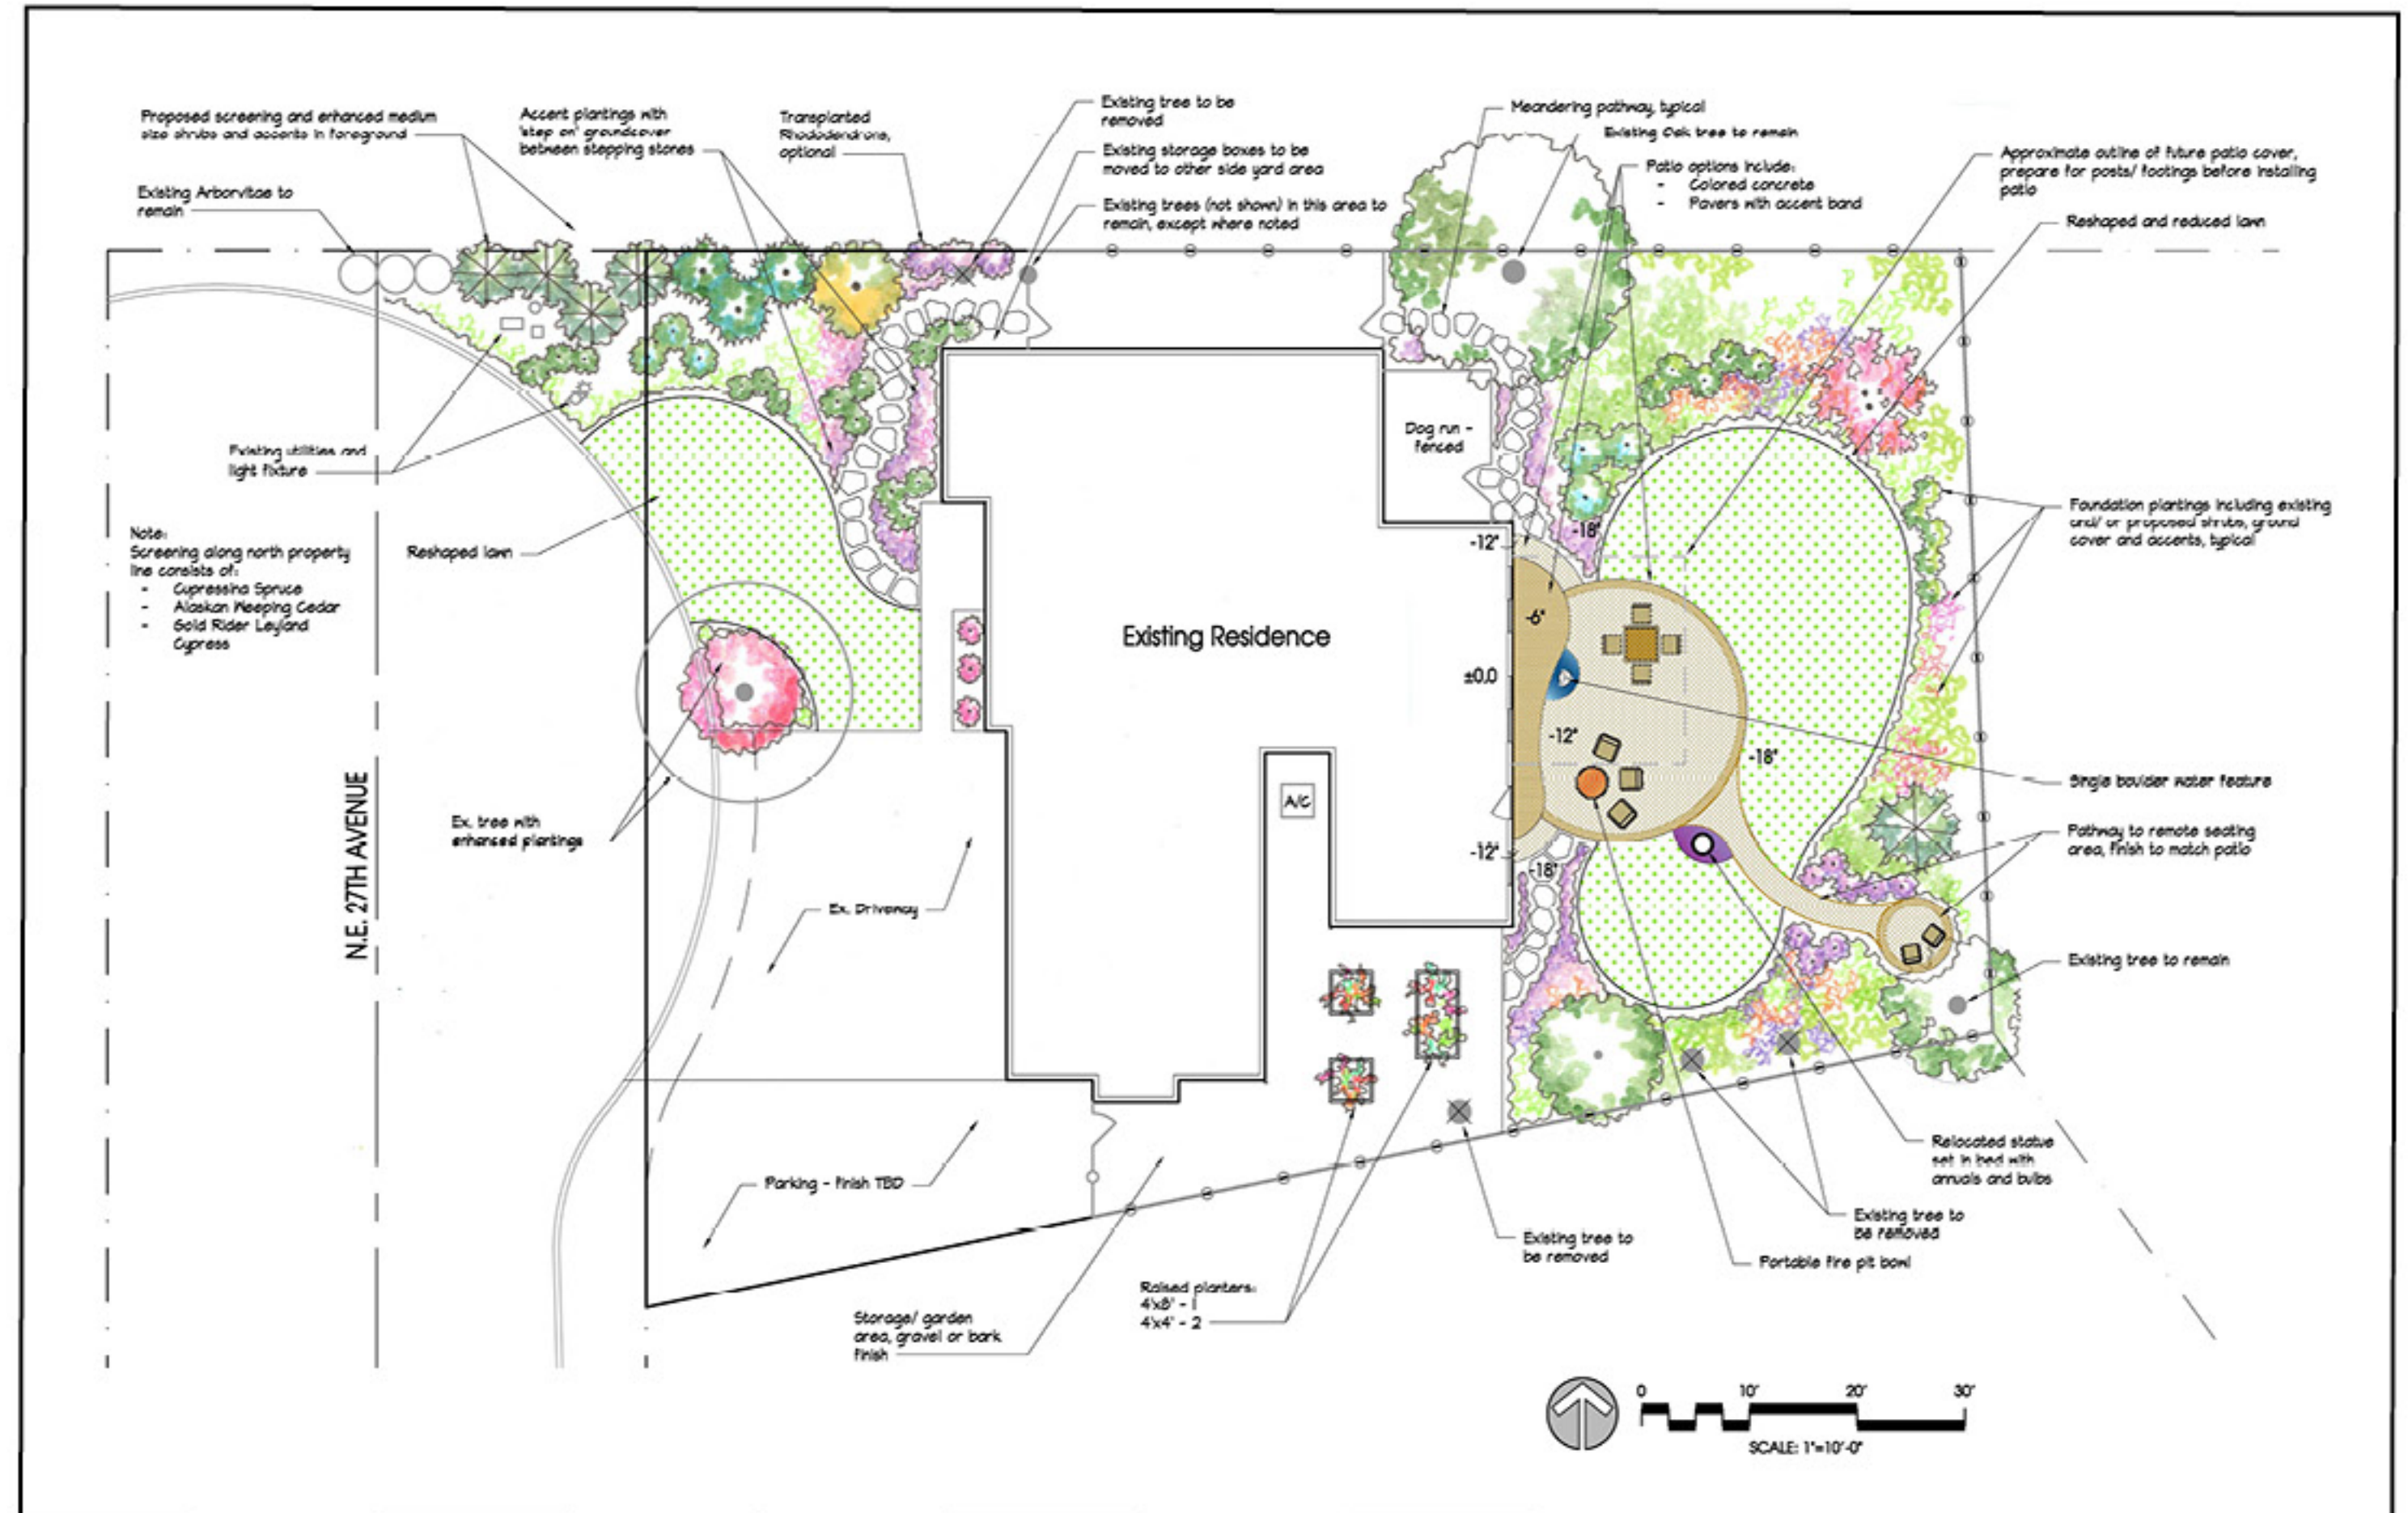 Proposed screening and enhanced medium
size shrubs and accents in foreground
Existing Arborvitae to
remain
Accent plantings with
'step on' groundcover
between stepping stones
Transplanted
Rhododendrons,
optional
Existing tree to be
removed
Existing storage boxes to be
moved to other side yard area
Existing trees (not shown) in this area to
remain, except where noted
Meandering pathway, typical
Existing Oak tree to remain
Patio options include:
- Colored concrete
- Pavers with accent band
Approximate outline of future patio cover,
prepare for posts/ footings before installing
patio
Reshaped and reduced lawn
Existing utilities and
light fixture
Note:
Screening along north property
line consists of:
- Cupressina Spruce
- Alaskan Weeping Cedar
- Gold Rider Leyland
Cypress
Reshaped lawn
Dog run -
fenced
Foundation plantings including existing
and/ or proposed shrubs, ground
cover and accents, typical
-18"
-12"
-6"
Existing Residence
±0.0
-12"
-18"
Single boulder water feature
A/C
N.E. 27TH AVENUE
Ex. tree with
enhanced plantings
Pathway to remote seating
area, finish to match patio
-12"
-18"
Ex. Driveway
Existing tree to remain
Parking - finish TBD
Relocated statue
set in bed with
annuals and bulbs
Existing tree to
be removed
Existing tree to
be removed
Portable fire pit bowl
Raised planters:
4'x8' - 1
4'x4' - 2
Storage/ garden
area, gravel or bark
finish
0 10' 20' 30'
SCALE: 1"=10'-0"